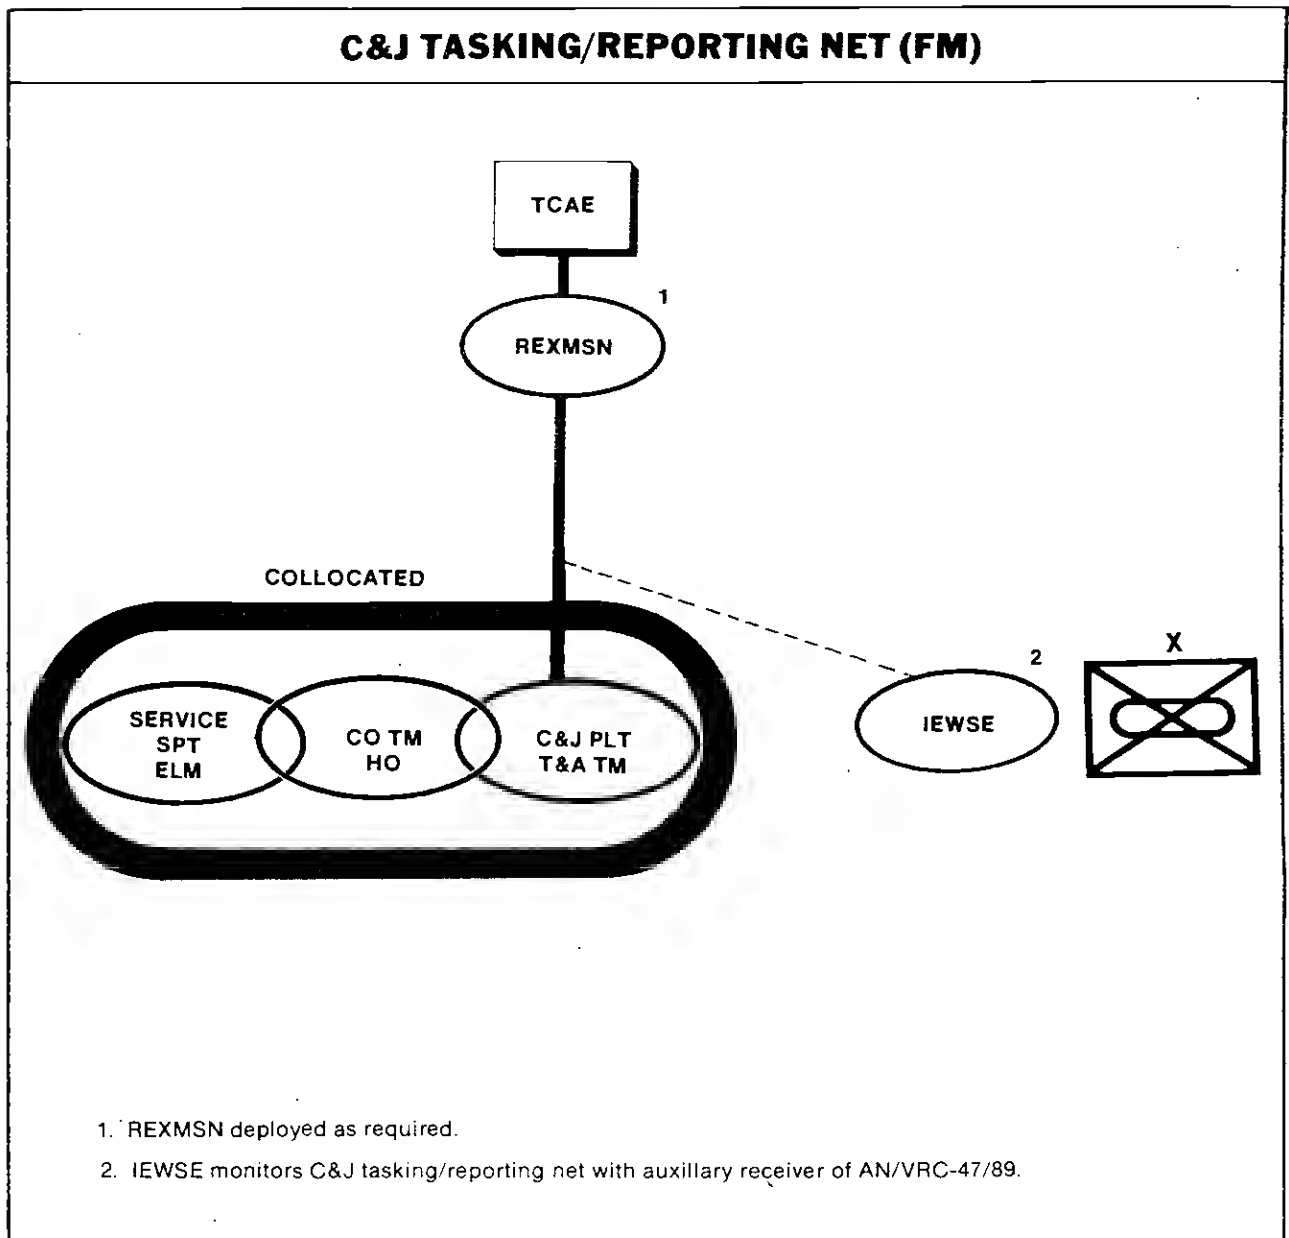 C&J TASKING/REPORTING NET (FM)
TCAE
1
REXMSN
COLLOCATED
X
2
SERVICE
SPT
ELM
CO TM
HO
C&J PLT
T&A TM
IEWSE
1. REXMSN deployed as required.
2. IEWSE monitors C&J tasking/reporting net with auxillary receiver of AN/VRC-47/89.